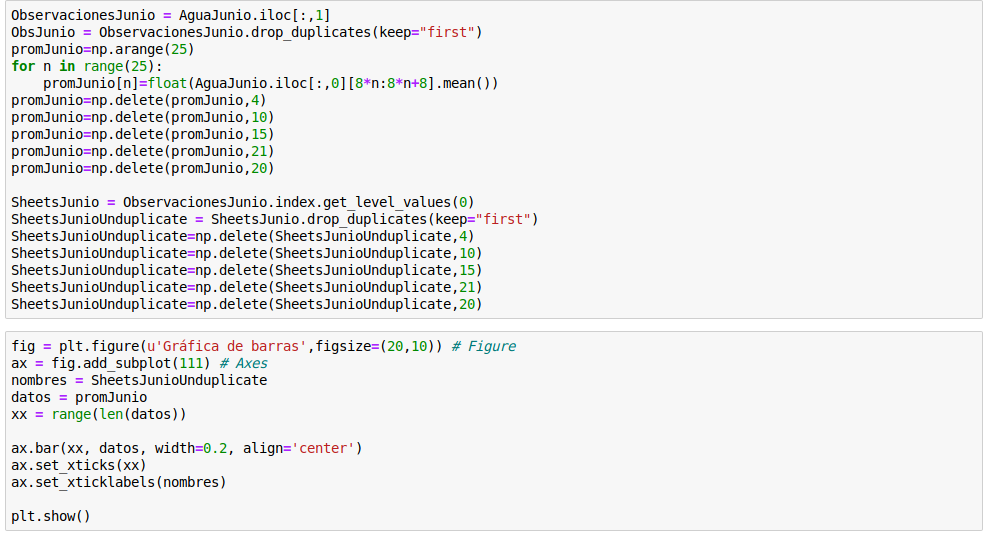 ObservacionesJunio = AguaJunio.iloc[:,1]
ObsJunio = ObservacionesJunio.drop_duplicates(keep="first")
promJunio=np.arange(25)
for n in range(25):
    promJunio[n]=float(AguaJunio.iloc[:,0][8*n:8*n+8].mean())
promJunio=np.delete(promJunio,4)
promJunio=np.delete(promJunio,10)
promJunio=np.delete(promJunio,15)
promJunio=np.delete(promJunio,21)
promJunio=np.delete(promJunio,20)

SheetsJunio = ObservacionesJunio.index.get_level_values(0)
SheetsJunioUnduplicate = SheetsJunio.drop_duplicates(keep="first")
SheetsJunioUnduplicate=np.delete(SheetsJunioUnduplicate,4)
SheetsJunioUnduplicate=np.delete(SheetsJunioUnduplicate,10)
SheetsJunioUnduplicate=np.delete(SheetsJunioUnduplicate,15)
SheetsJunioUnduplicate=np.delete(SheetsJunioUnduplicate,21)
SheetsJunioUnduplicate=np.delete(SheetsJunioUnduplicate,20)

fig = plt.figure(u'Gráfica de barras',figsize=(20,10)) # Figure
ax = fig.add_subplot(111) # Axes
nombres = SheetsJunioUnduplicate
datos = promJunio
xx = range(len(datos))

ax.bar(xx, datos, width=0.2, align='center')
ax.set_xticks(xx)
ax.set_xticklabels(nombres)

plt.show()